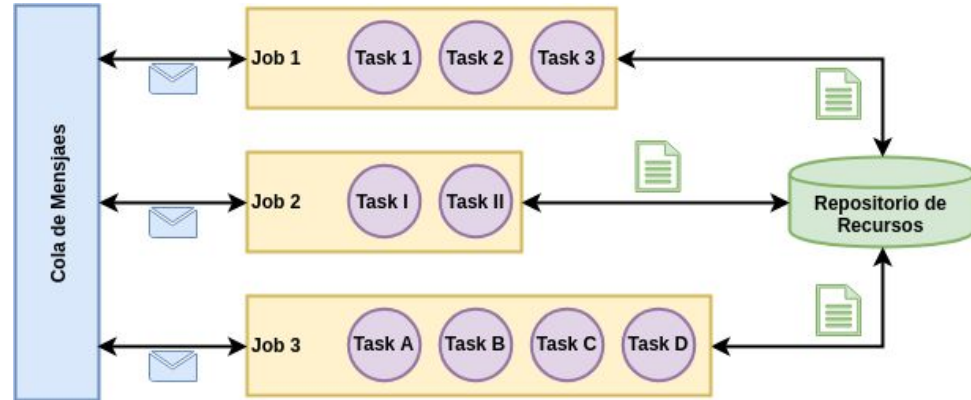 Cola de Mensjaes
Job 1
Task 1
Task 2
Task 3
Job 2
Task I
Task II
Repositorio de
Recursos
Job 3
Task A
Task B
Task C
Task D